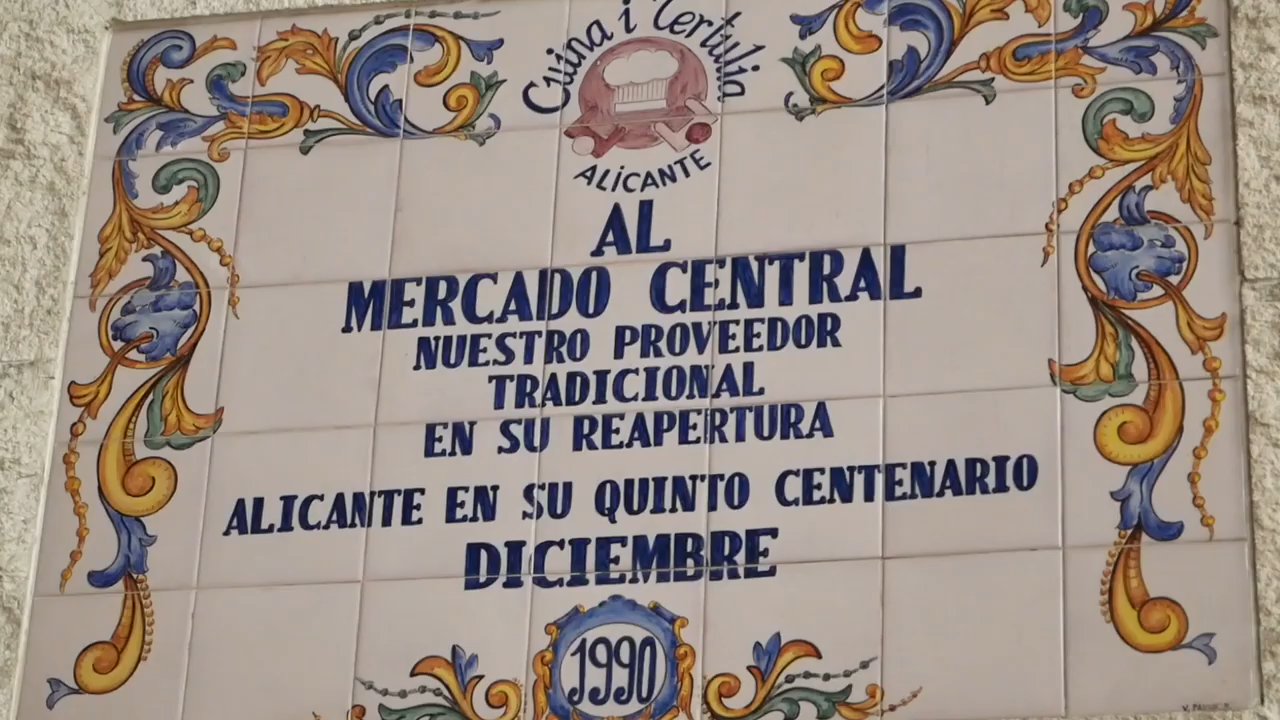 Cuina i Tertulia
ALiCANTE
AL
MERCADO CENTRAL
NUESTRO PROVEEDOR
TRADICIONAL
EN SU REAPERTURA
ALICANTE EN SU QUINTO CENTENARIO
DICIEMBRE
1990